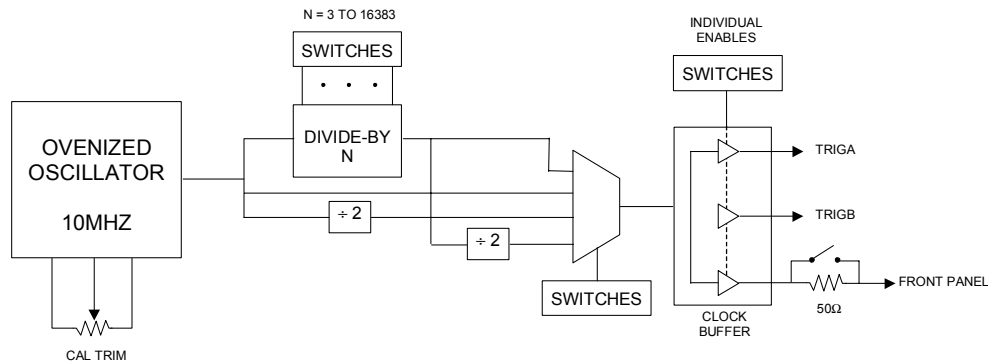 N = 3 TO 16383
SWITCHES
INDIVIDUAL
ENABLES
SWITCHES
OVENIZED
OSCILLATOR
10MHZ
DIVIDE-BY
N
TRIGA
÷ 2
TRIGB
÷ 2
SWITCHES
FRONT PANEL
50Ω
CLOCK
BUFFER
CAL TRIM